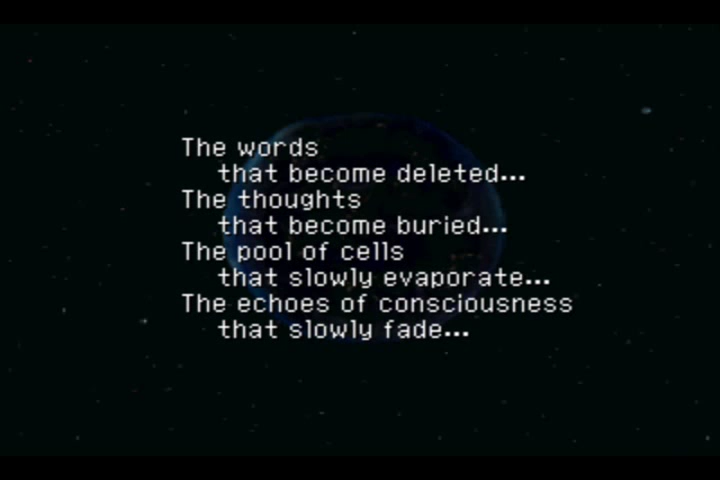 The words
that become deleted...
The thoughts
that become buried...
The pool of cells
that slowly evaporate...
The echoes of consciousness
that slowly fade...